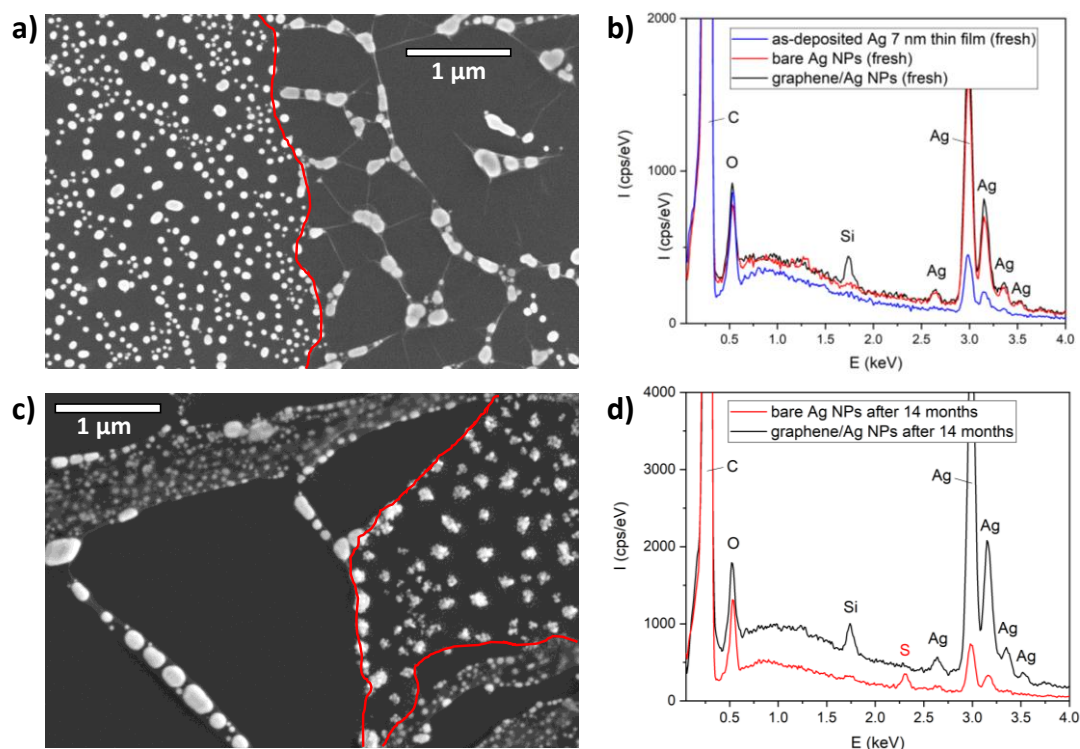 a)
1 µm
b)
2000
1000
0
I (cps/eV)
as-deposited Ag 7 nm thin film (fresh)
bare Ag NPs (fresh)
graphene/Ag NPs (fresh)
C
O
Si
Ag
Ag
Ag
Ag
Ag
0.5 1.0 1.5 2.0 2.5 3.0 3.5 4.0
E (keV)
c)
1 µm
d)
4000
3000
2000
1000
0
I (cps/eV)
bare Ag NPs after 14 months
graphene/Ag NPs after 14 months
C
O
Si
S
Ag
Ag
Ag
Ag
Ag
0.5 1.0 1.5 2.0 2.5 3.0 3.5 4.0
E (keV)